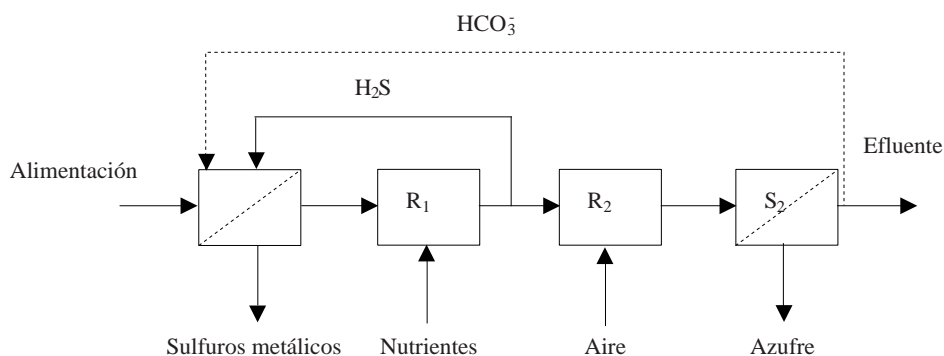 HCO₃⁻
H₂S
Efluente
Alimentación
R₁
R₂
S₂
Sulfuros metálicos
Nutrientes
Aire
Azufre